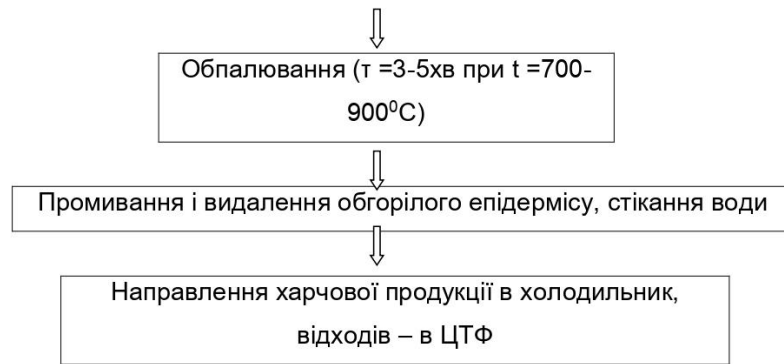 Обпалювання (τ =3-5хв при t =700-
900⁰С)
Промивання і видалення обгорілого епідермісу, стікання води
Направлення харчової продукції в холодильник,
відходів – в ЦТФ